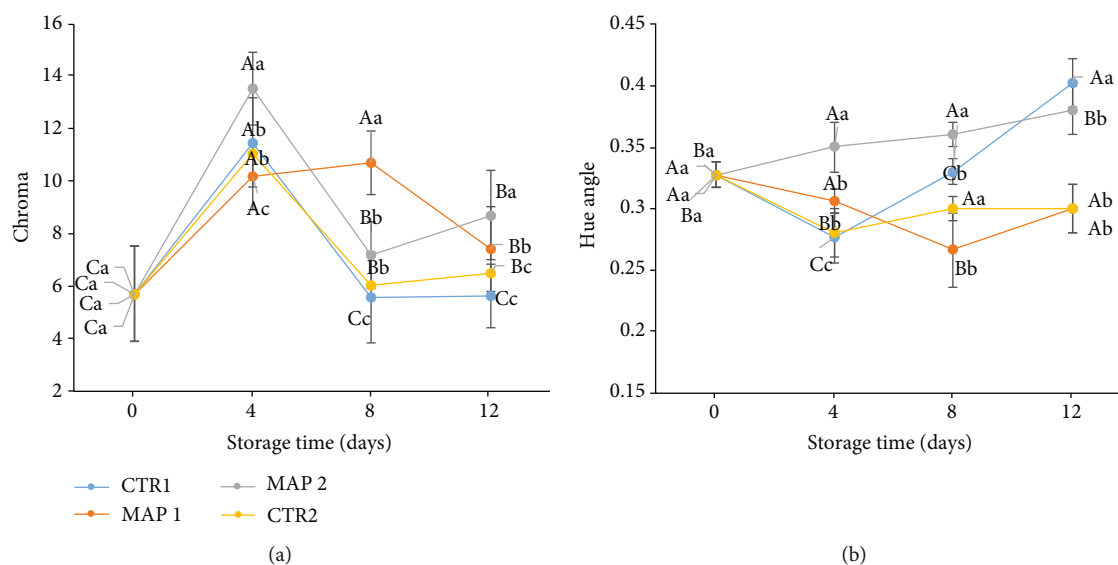 16
14
12
10
8
6
4
2
Chroma
Aa
Ab
Ab
Ac
Aa
Bb
Bb
Cc
Ba
Bb
Bc
Cc
Ca
Ca
Ca
Ca
0
4
8
12
Storage time (days)
CTR1
MAP 2
MAP 1
CTR2
(a)
0.45
0.4
0.35
0.3
0.25
0.2
0.15
Hue angle
Ba
Aa
Aa
Ba
Aa
Ab
Bb
Cc
Aa
Cb
Aa
Bb
Aa
Bb
Ab
Ab
0
4
8
12
Storage time (days)
(b)